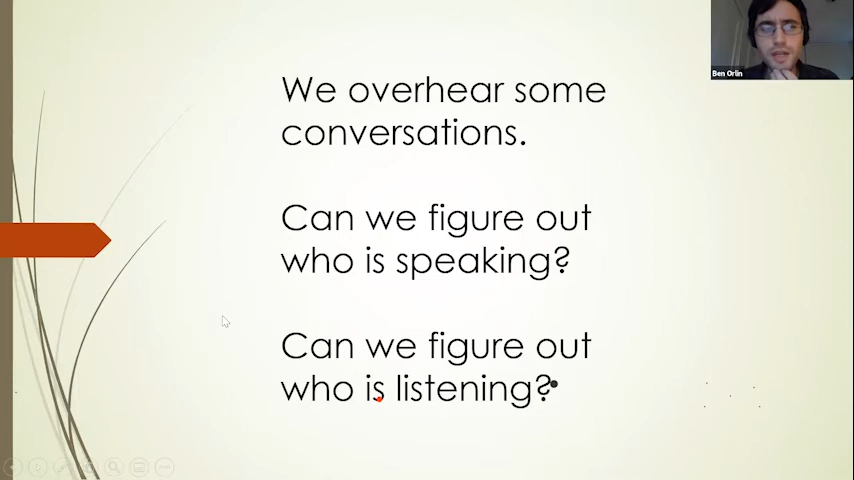 Ben Orlin
We overhear some
conversations.
Can we figure out
who is speaking?
Can we figure out
who is listening?